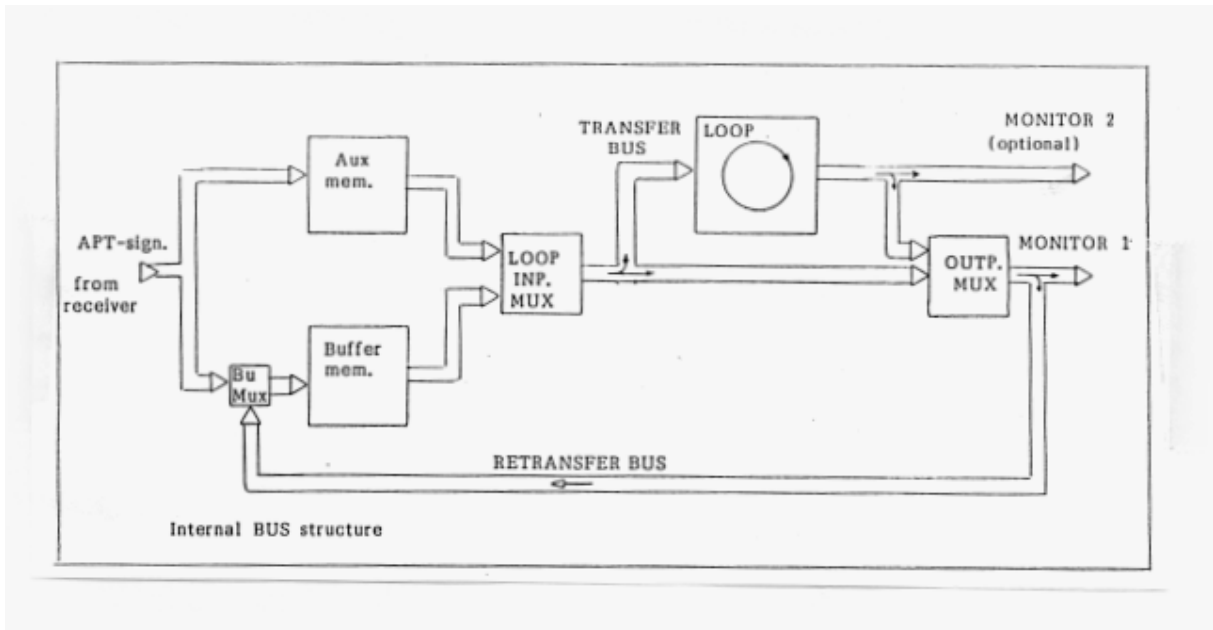 TRANSFER
BUS
LOOP
MONITOR 2
(optional)
Aux
mem.
APT-sign.
from
receiver
LOOP
INP.
MUX
MONITOR 1
OUTP.
MUX
Buffer
mem.
Bu
Mux
RETRANSFER BUS
Internal BUS structure